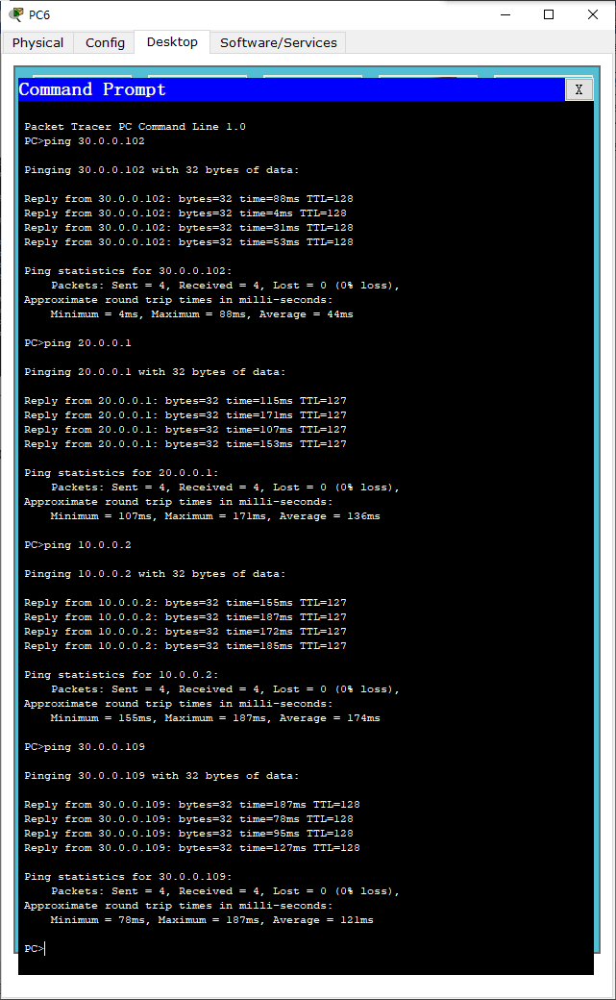 PC6
Physical Config Desktop Software/Services
Command Prompt X
Packet Tracer PC Command Line 1.0
PC>ping 30.0.0.102
Pinging 30.0.0.102 with 32 bytes of data:
Reply from 30.0.0.102: bytes=32 time=88ms TTL=128
Reply from 30.0.0.102: bytes=32 time=4ms TTL=128
Reply from 30.0.0.102: bytes=32 time=31ms TTL=128
Reply from 30.0.0.102: bytes=32 time=53ms TTL=128
Ping statistics for 30.0.0.102:
Packets: Sent = 4, Received = 4, Lost = 0 (0% loss),
Approximate round trip times in milli-seconds:
Minimum = 4ms, Maximum = 88ms, Average = 44ms
PC>ping 20.0.0.1
Pinging 20.0.0.1 with 32 bytes of data:
Reply from 20.0.0.1: bytes=32 time=115ms TTL=127
Reply from 20.0.0.1: bytes=32 time=171ms TTL=127
Reply from 20.0.0.1: bytes=32 time=107ms TTL=127
Reply from 20.0.0.1: bytes=32 time=153ms TTL=127
Ping statistics for 20.0.0.1:
Packets: Sent = 4, Received = 4, Lost = 0 (0% loss),
Approximate round trip times in milli-seconds:
Minimum = 107ms, Maximum = 171ms, Average = 136ms
PC>ping 10.0.0.2
Pinging 10.0.0.2 with 32 bytes of data:
Reply from 10.0.0.2: bytes=32 time=155ms TTL=127
Reply from 10.0.0.2: bytes=32 time=187ms TTL=127
Reply from 10.0.0.2: bytes=32 time=172ms TTL=127
Reply from 10.0.0.2: bytes=32 time=185ms TTL=127
Ping statistics for 10.0.0.2:
Packets: Sent = 4, Received = 4, Lost = 0 (0% loss),
Approximate round trip times in milli-seconds:
Minimum = 155ms, Maximum = 187ms, Average = 174ms
PC>ping 30.0.0.109
Pinging 30.0.0.109 with 32 bytes of data:
Reply from 30.0.0.109: bytes=32 time=187ms TTL=128
Reply from 30.0.0.109: bytes=32 time=78ms TTL=128
Reply from 30.0.0.109: bytes=32 time=95ms TTL=128
Reply from 30.0.0.109: bytes=32 time=127ms TTL=128
Ping statistics for 30.0.0.109:
Packets: Sent = 4, Received = 4, Lost = 0 (0% loss),
Approximate round trip times in milli-seconds:
Minimum = 78ms, Maximum = 187ms, Average = 121ms
PC>